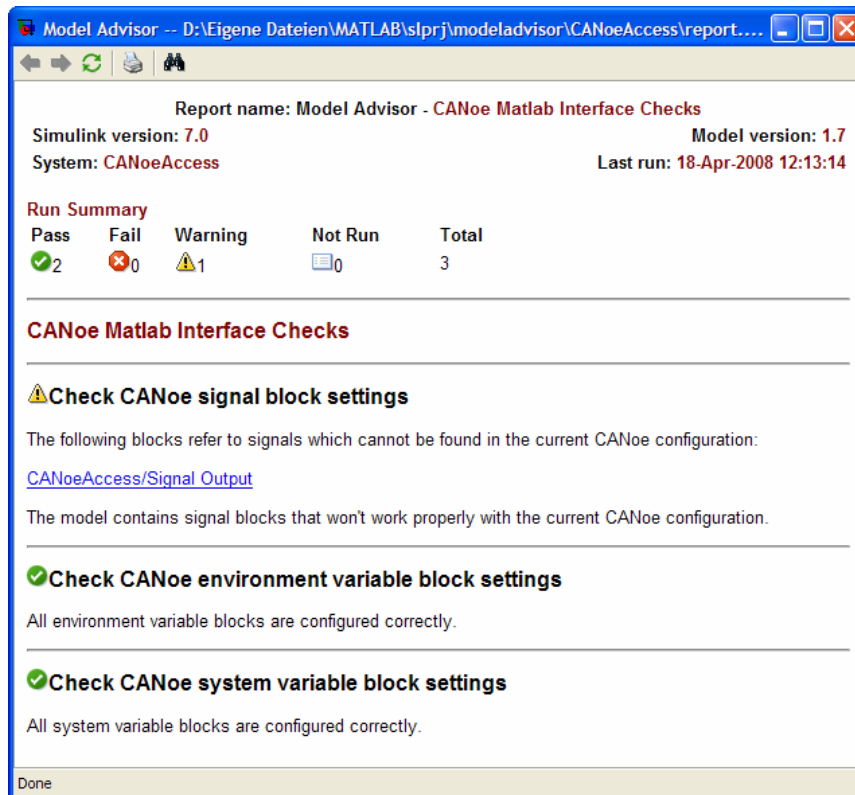 Model Advisor -- D:\Eigene Dateien\MATLAB\slprj\modeladvisor\CANoeAccess\report....
Report name: Model Advisor - CANoe Matlab Interface Checks
Simulink version: 7.0 Model version: 1.7
System: CANoeAccess Last run: 18-Apr-2008 12:13:14
Run Summary
Pass Fail Warning Not Run Total
2 0 1 0 3
CANoe Matlab Interface Checks
Check CANoe signal block settings
The following blocks refer to signals which cannot be found in the current CANoe configuration:
CANoeAccess/Signal Output
The model contains signal blocks that won't work properly with the current CANoe configuration.
Check CANoe environment variable block settings
All environment variable blocks are configured correctly.
Check CANoe system variable block settings
All system variable blocks are configured correctly.
Done